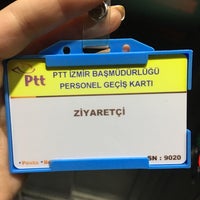 Ptt
PTT İZMİR BAŞMÜDÜRLÜĞÜ
PERSONEL GEÇİŞ KARTI
ZİYARETÇİ
SN : 9020